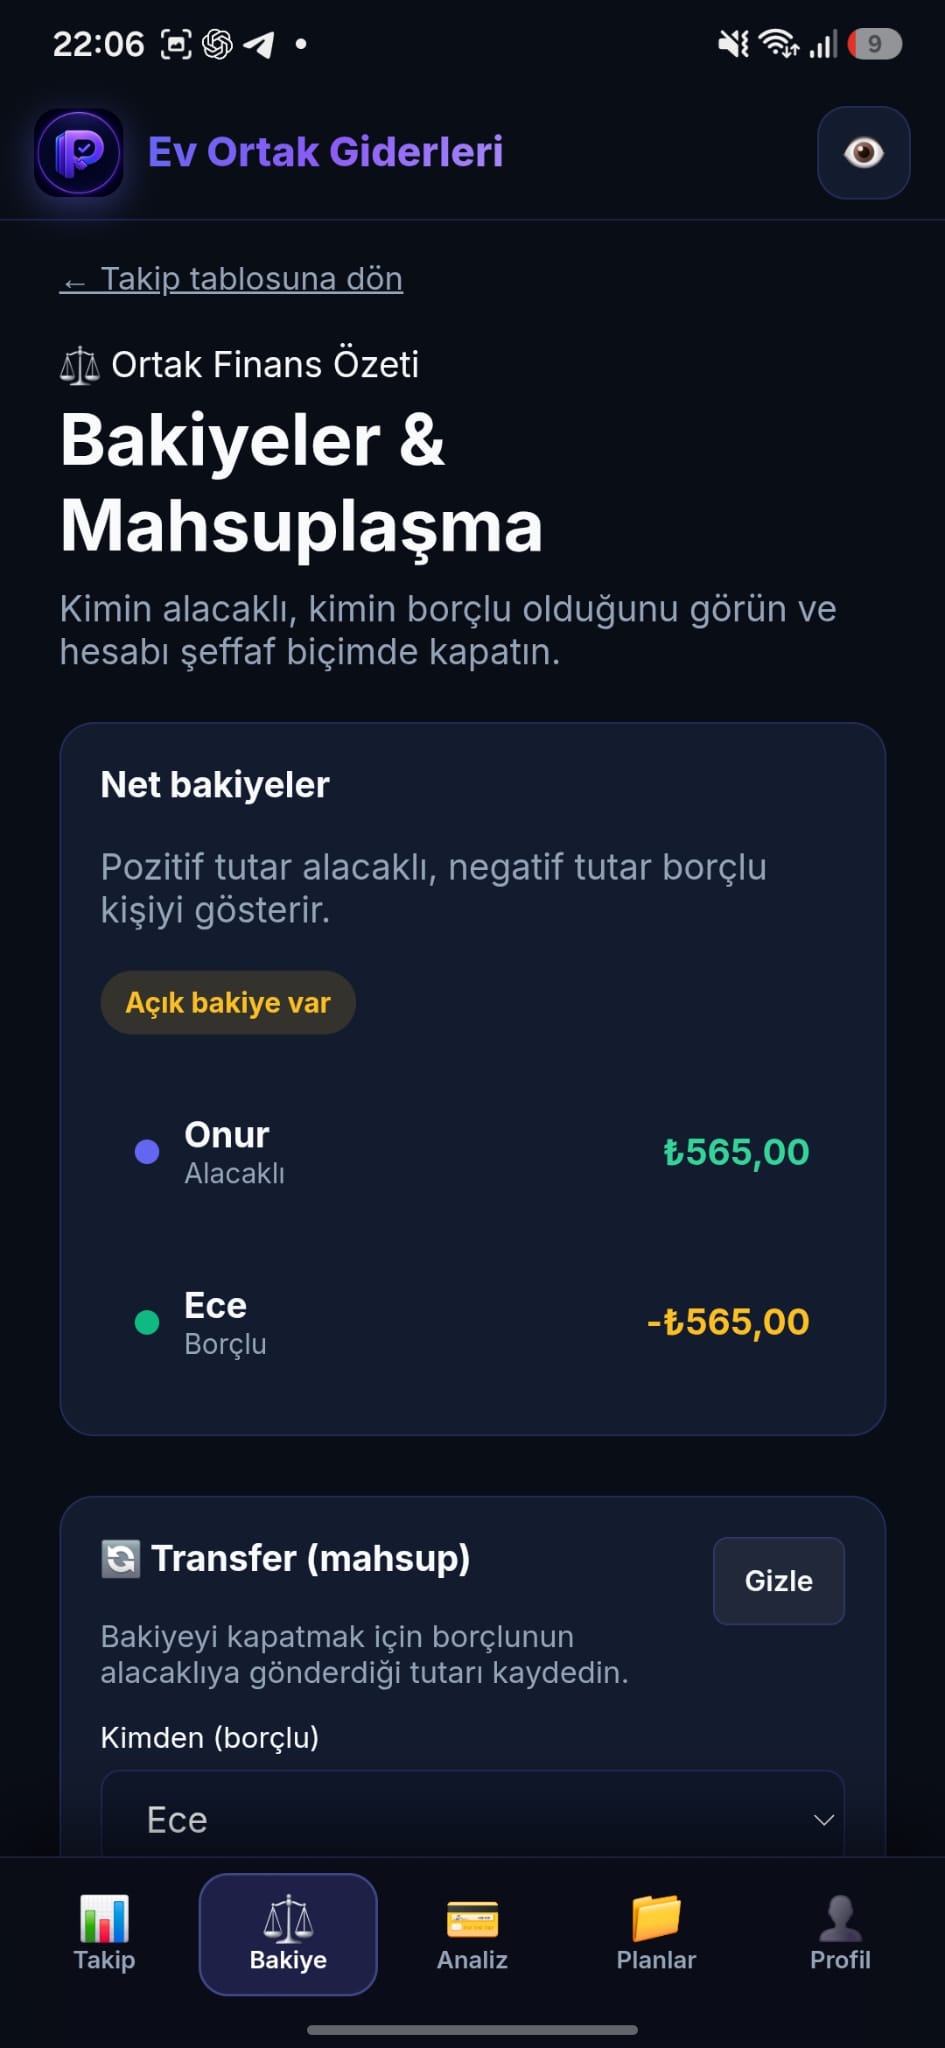 22:06
9
Ev Ortak Giderleri
← Takip tablosuna dön
Ortak Finans Özeti
Bakiyeler &
Mahsuplaşma
Kimin alacaklı, kimin borçlu olduğunu görün ve
hesabı şeffaf biçimde kapatın.
Net bakiyeler
Pozitif tutar alacaklı, negatif tutar borçlu
kişiyi gösterir.
Açık bakiye var
Onur
Alacaklı
₺565,00
Ece
Borçlu
-₺565,00
Transfer (mahsup)
Gizle
Bakiyeyi kapatmak için borçlunun
alacaklıya gönderdiği tutarı kaydedin.
Kimden (borçlu)
Ece
Takip
Bakiye
Analiz
Planlar
Profil